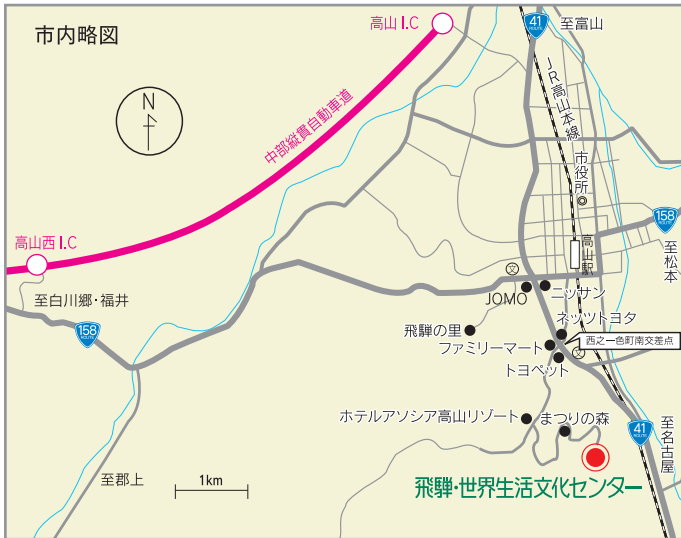 市内略図
高山 I.C
41
ROUTE
至富山
JR高山本線
N
中部縦貫自動車道
市役所
高山西 I.C
158
ROUTE
至松本
高山駅
文
至白川郷・福井
JOMO
ニッサン
158
ROUTE
飛騨の里
ネッツトヨタ
ファミリーマート
西之一色町南交差点
文
トヨペット
ホテルアソシア高山リゾート
まつりの森
41
ROUTE
至名古屋
至郡上
1km
飛騨・世界生活文化センター